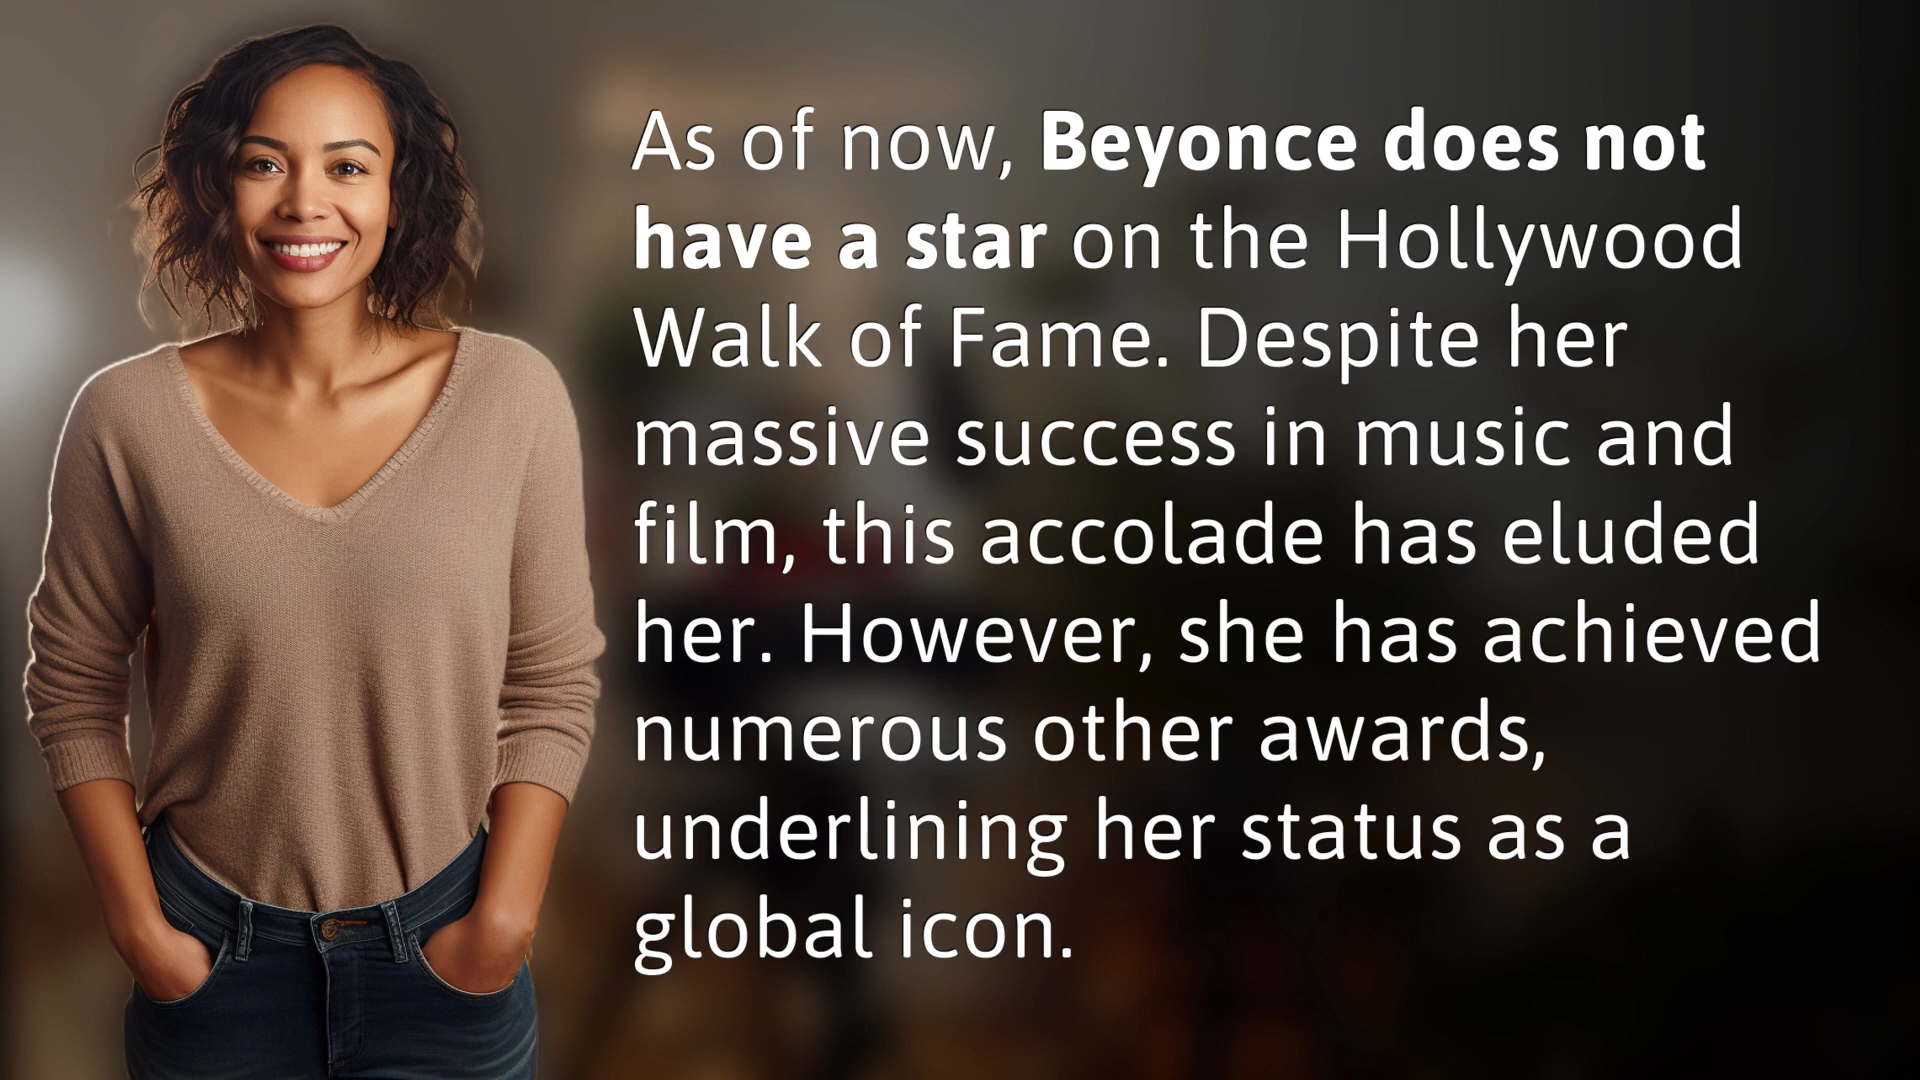 As of now, Beyonce does not
have a star on the Hollywood
Walk of Fame. Despite her
massive success in music and
film, this accolade has eluded
her. However, she has achieved
numerous other awards,
underlining her status as a
global icon.